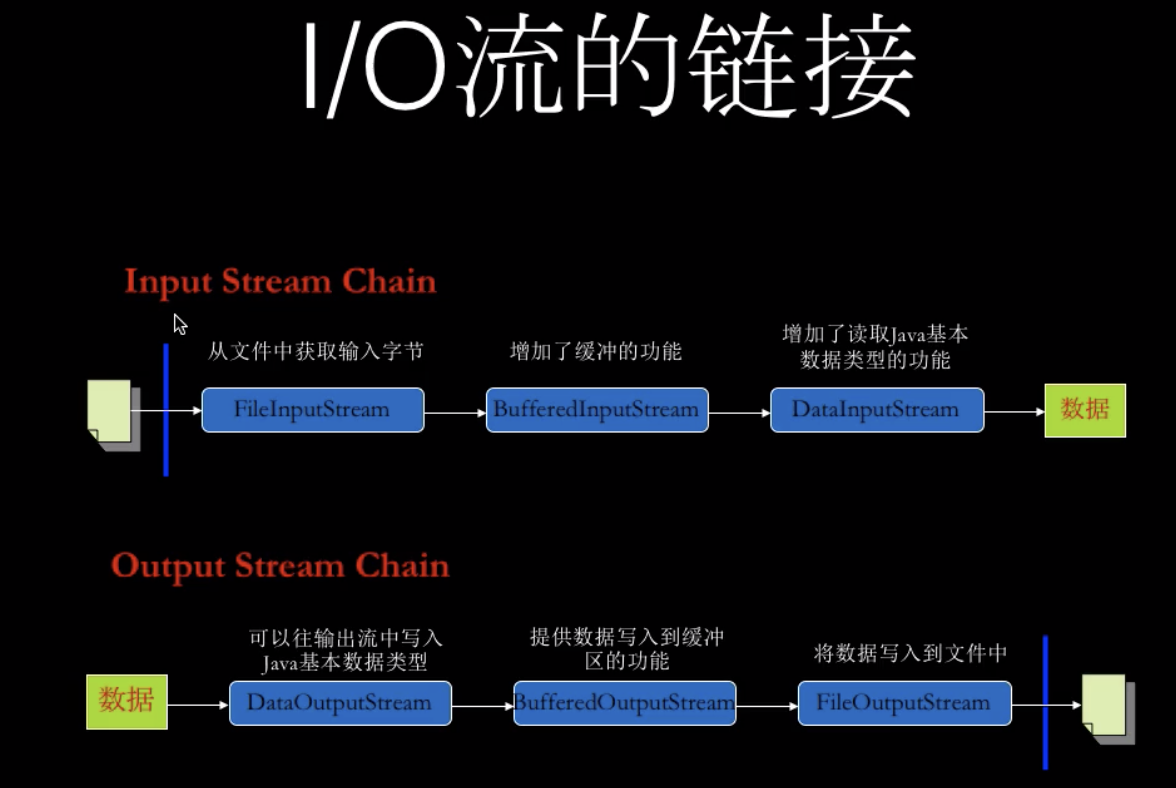 I/O流的链接
Input Stream Chain
从文件中获取输入字节
增加了缓冲的功能
增加了读取Java基本
数据类型的功能
FileInputStream
BufferedInputStream
DataInputStream
数据
Output Stream Chain
可以往输出流中写入
Java基本数据类型
提供数据写入到缓冲
区的功能
将数据写入到文件中
数据
DataOutputStream
BufferedOutputStream
FileOutputStream